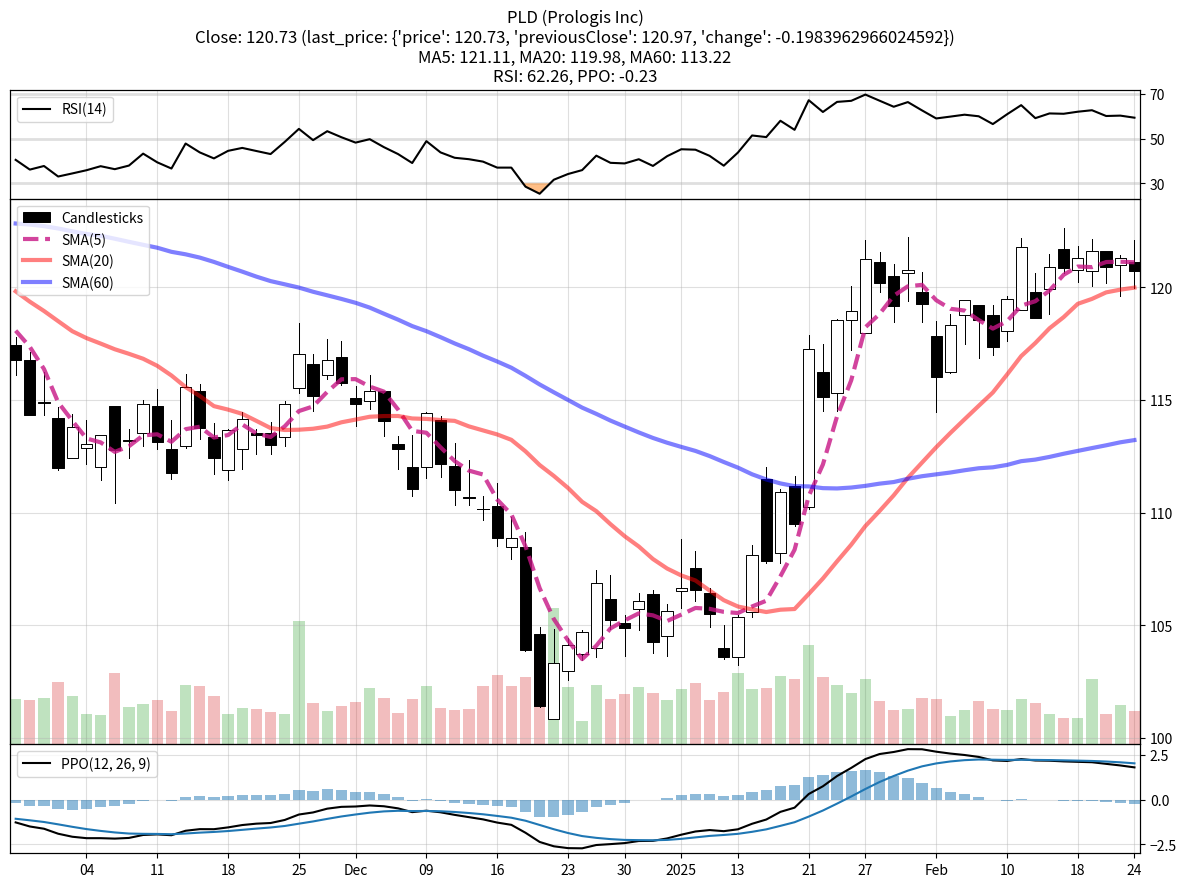 PLD (Prologis Inc)
Close: 120.73 (last_price: {'price': 120.73, 'previousClose': 120.97, 'change': -0.1983962966024592})
MA5: 121.11, MA20: 119.98, MA60: 113.22
RSI: 62.26, PPO: -0.23
RSI(14)
70
50
30
Candlesticks
SMA(5)
SMA(20)
SMA(60)
120
115
110
105
100
PPO(12, 26, 9)
2.5
0.0
−2.5
04 11 18 25 Dec 09 16 23 30 2025 13 21 27 Feb 10 18 24